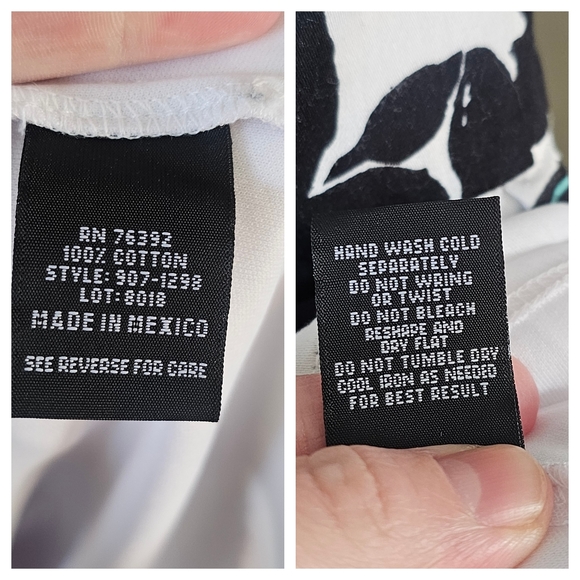 RN 76392
100% COTTON
STYLE: 907-1298
LOT: 8018
MADE IN MEXICO
SEE REVERSE FOR CARE
HAND WASH COLD
SEPARATELY
DO NOT WRING
OR TWIST
DO NOT BLEACH
RESHAPE AND
DRY FLAT
DO NOT TUMBLE DRY
COOL IRON AS NEEDED
FOR BEST RESULT